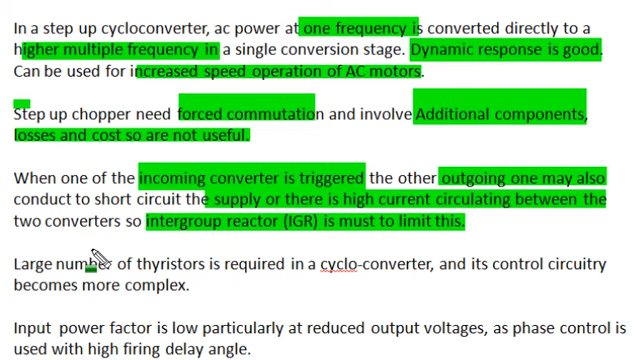 In a step up cycloconverter, ac power at one frequency is converted directly to a
higher multiple frequency in a single conversion stage. Dynamic response is good.
Can be used for increased speed operation of AC motors.
Step up chopper need forced commutation and involve Additional components,
losses and cost so are not useful.
When one of the incoming converter is triggered the other outgoing one may also
conduct to short circuit the supply or there is high current circulating between the
two converters so intergroup reactor (IGR) is must to limit this.
Large number of thyristors is required in a cyclo-converter, and its control circuitry
becomes more complex.
Input power factor is low particularly at reduced output voltages, as phase control is
used with high firing delay angle.